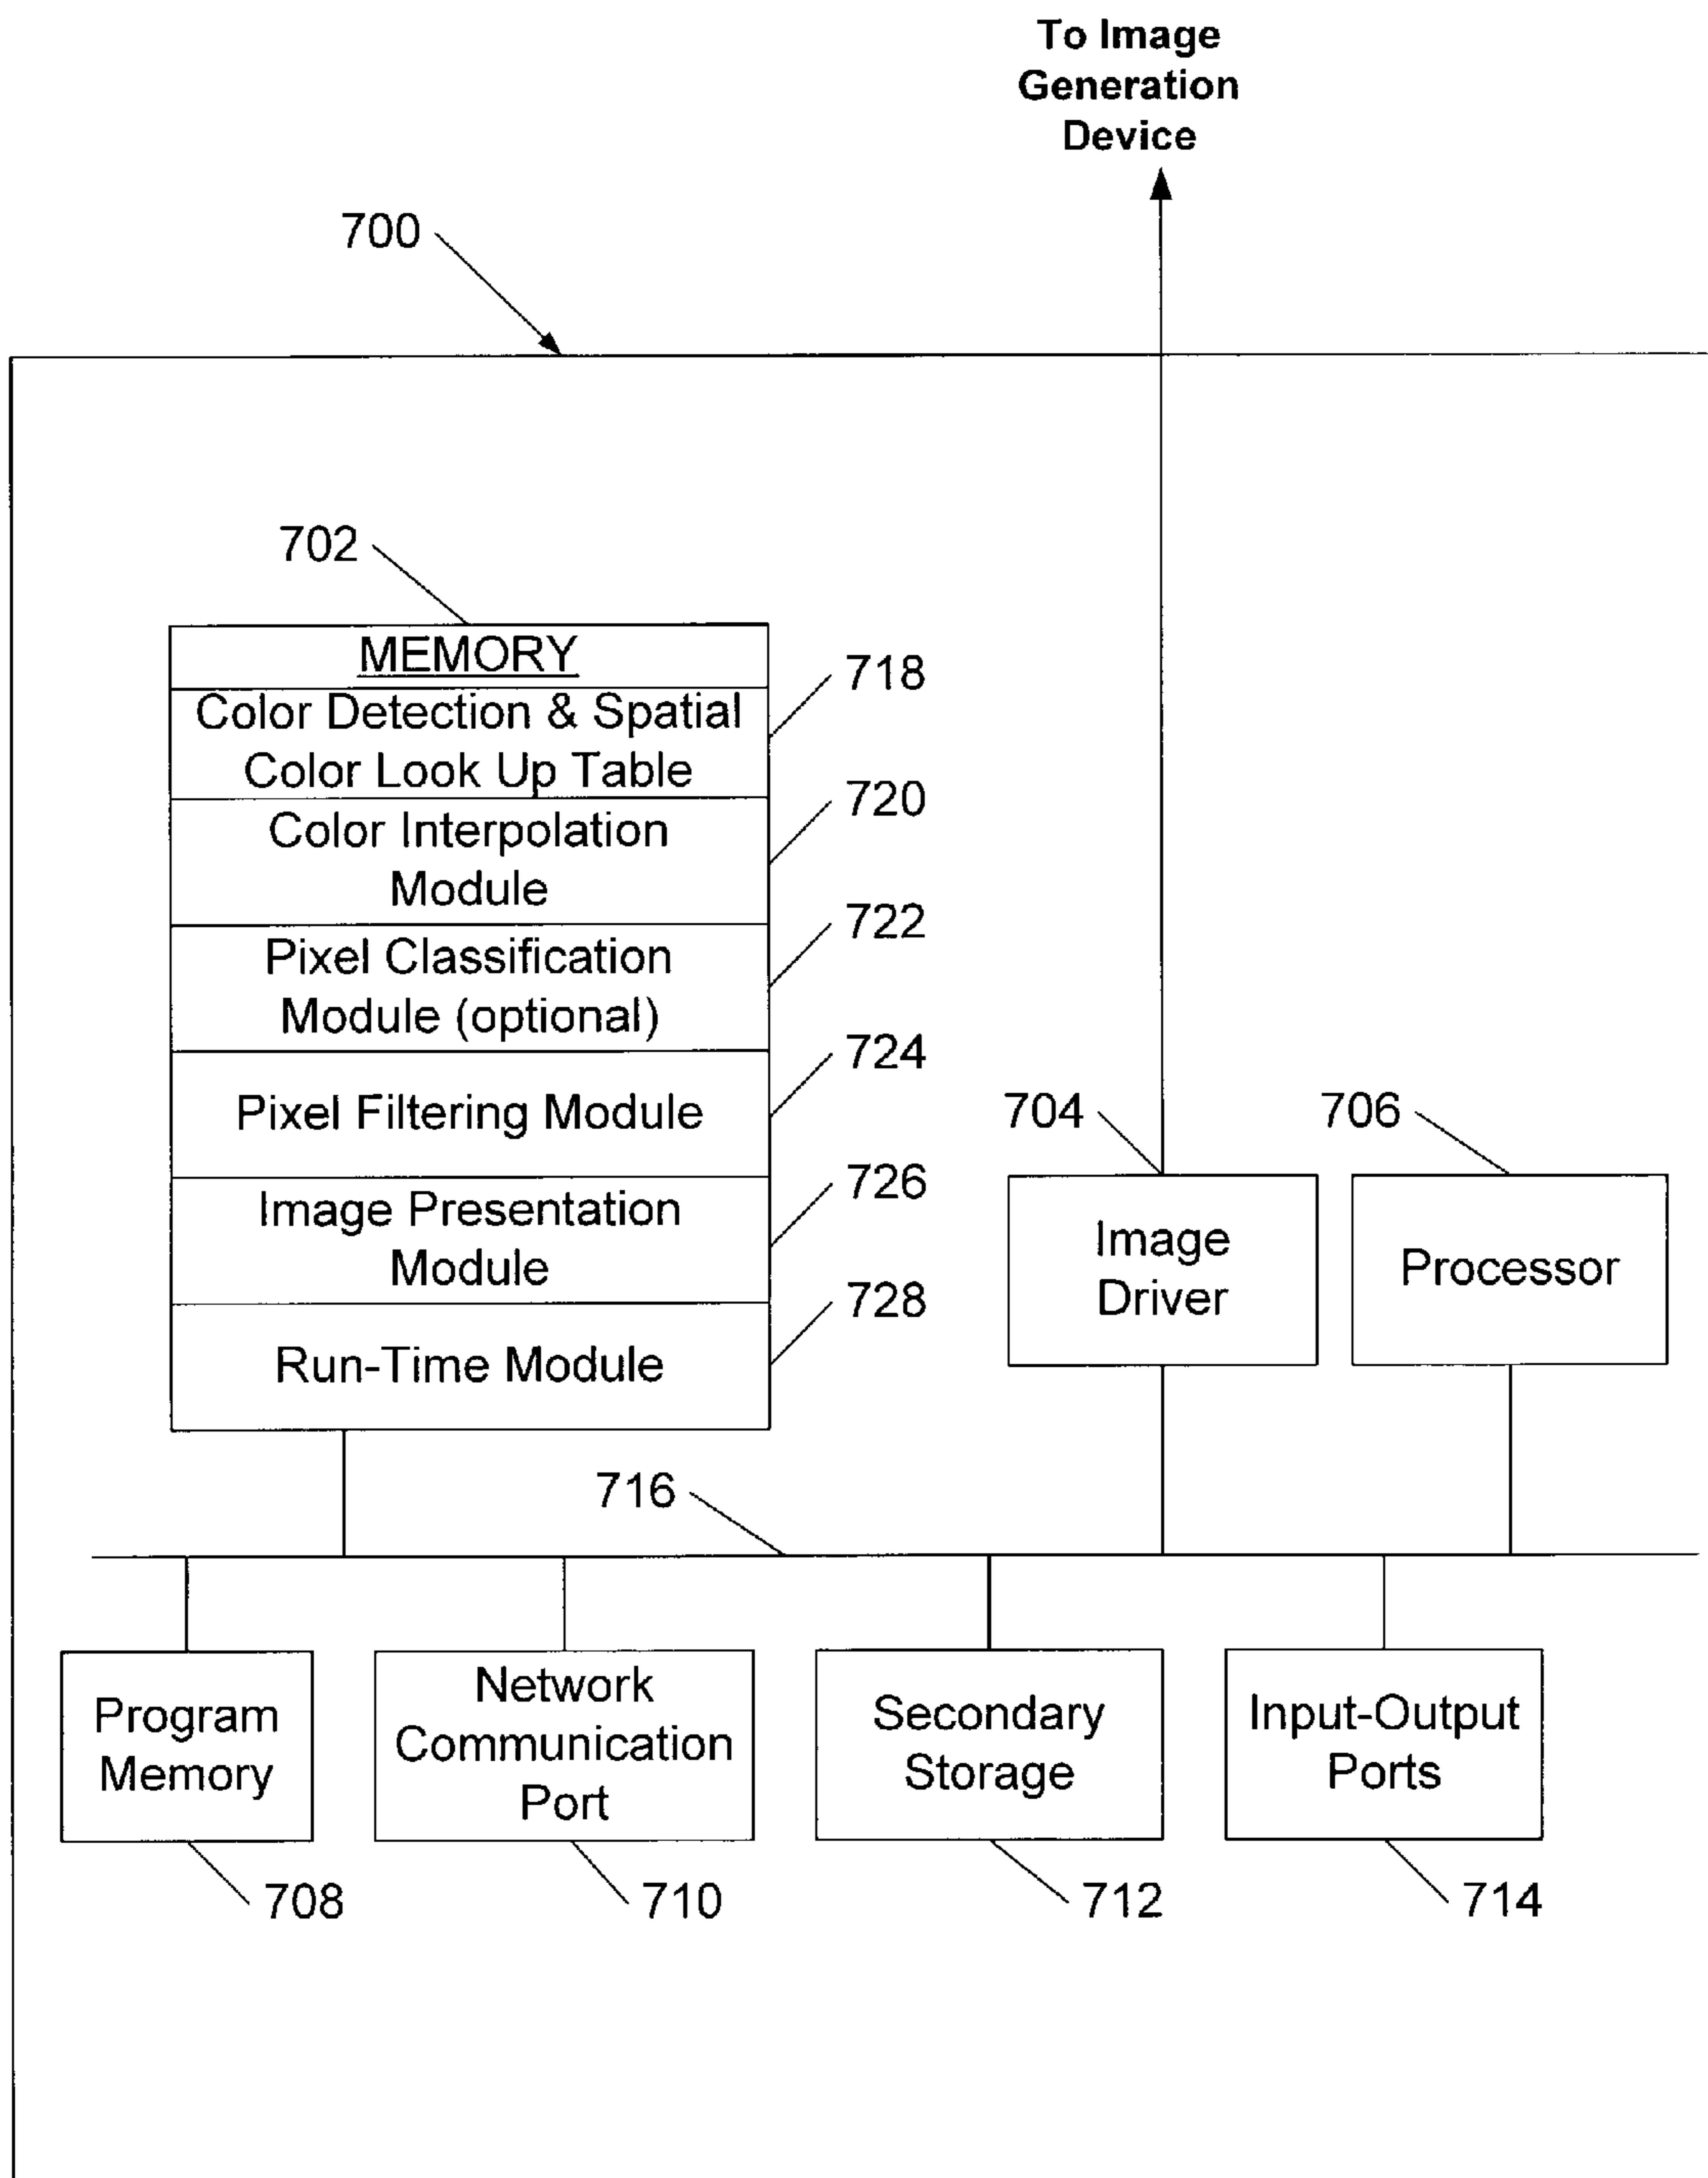 To Image
Generation
Device
700
702
MEMORY
718
Color Detection & Spatial
Color Look Up Table
720
Color Interpolation
Module
722
Pixel Classification
Module (optional)
724
Pixel Filtering Module
704
706
726
Image Presentation
Module
Image
Driver
Processor
728
Run-Time Module
716
Program
Memory
Network
Communication
Port
Secondary
Storage
Input-Output
Ports
708
710
712
714